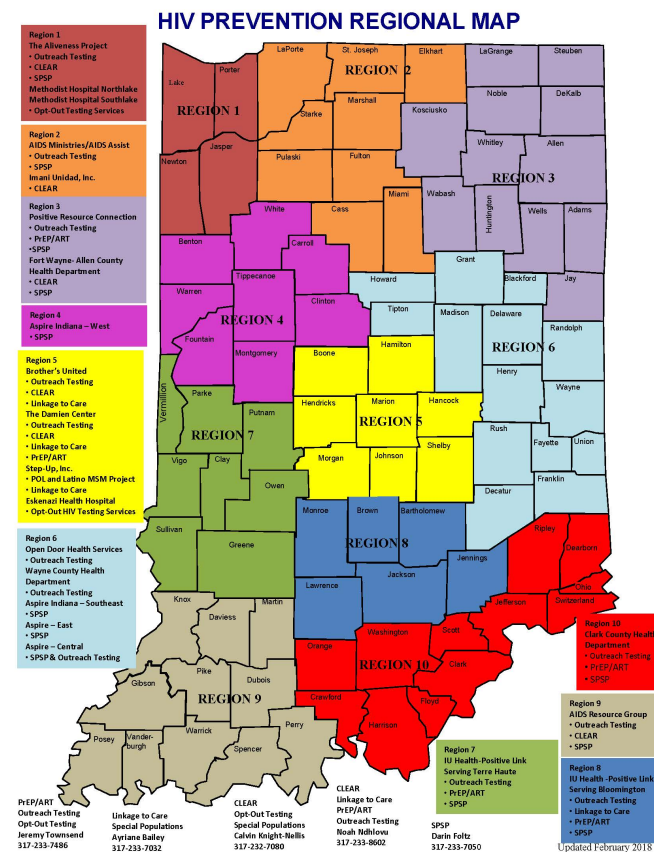 HIV PREVENTION REGIONAL MAP
Region 1
The Aliveness Project
• Outreach Testing
• CLEAR
• SPSP
Methodist Hospital Northlake
Methodist Hospital Southlake
• Opt-Out Testing Services
Region 2
AIDS Ministries/AIDS Assist
• Outreach Testing
• SPSP
Imani Unidad, Inc.
• CLEAR
Region 3
Positive Resource Connection
• Outreach Testing
• PrEP/ART
•SPSP
Fort Wayne- Allen County
Health Department
• CLEAR
• SPSP
Region 4
Aspire Indiana – West
• SPSP
Region 5
Brother's United
• Outreach Testing
• CLEAR
• Linkage to Care
The Damien Center
• Outreach Testing
• CLEAR
• Linkage to Care
• PrEP/ART
Step-Up, Inc.
• POL and Latino MSM Project
• Linkage to Care
Eskenazi Health Hospital
• Opt-Out HIV Testing Services
Region 6
Open Door Health Services
• Outreach Testing
Wayne County Health
Department
• Outreach Testing
Aspire Indiana – Southeast
• SPSP
Aspire – East
• SPSP
Aspire – Central
• SPSP & Outreach Testing
LaPorte
St. Joseph
Elkhart
LaGrange
Steuben
Lake
Porter
REGION 1
REGION 2
Noble
DeKalb
Starke
Marshall
Kosciusko
Newton
Jasper
Pulaski
Fulton
Whitley
Allen
REGION 3
Miami
Wabash
Huntington
Wells
Adams
White
Cass
Benton
Carroll
Grant
Blackford
Jay
Tippecanoe
Howard
Warren
Clinton
Tipton
Madison
Delaware
Randolph
REGION 4
Fountain
Montgomery
Boone
Hamilton
REGION 6
Henry
Wayne
Vermillion
Parke
Putnam
Hendricks
Marion
Hancock
REGION 5
REGION 7
Rush
Fayette
Union
Vigo
Clay
Morgan
Johnson
Shelby
Franklin
Owen
Decatur
Monroe
Brown
Bartholomew
Sullivan
Greene
REGION 8
Ripley
Dearborn
Jennings
Lawrence
Jackson
Ohio
Knox
Daviess
Martin
Jefferson
Switzerland
Orange
Washington
Scott
REGION 10
Clark
Gibson
Pike
Dubois
REGION 9
Crawford
Floyd
Harrison
Posey
Vander-
burgh
Warrick
Spencer
Perry
Region 10
Clark County Health
Department
• Outreach Testing
• PrEP/ART
• SPSP
Region 9
AIDS Resource Group
• Outreach Testing
• CLEAR
• SPSP
Region 7
IU Health-Positive Link
Serving Terre Haute
• Outreach Testing
• PrEP/ART
• SPSP
Region 8
IU Health -Positive Link
Serving Bloomington
• Outreach Testing
• Linkage to Care
• PrEP/ART
• SPSP
PrEP/ART
Outreach Testing
Opt-Out Testing
Jeremy Townsend
317-233-7486
Linkage to Care
Special Populations
Ayriane Bailey
317-233-7032
CLEAR
Opt-Out Testing
Special Populations
Calvin Knight-Nellis
317-232-7080
CLEAR
Linkage to Care
PrEP/ART
Outreach Testing
Noah Ndhlovu
317-233-8602
SPSP
Darin Foltz
317-233-7050
Updated February 2018